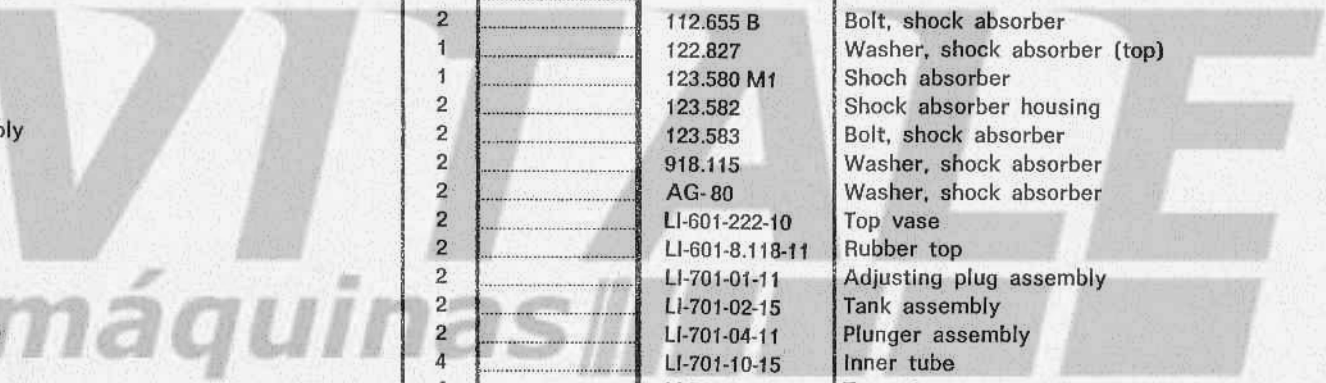 2 112.655 B Bolt, shock absorber
1 122.827 Washer, shock absorber (top)
1 123.580 M1 Shoch absorber
2 123.582 Shock absorber housing
2 123.583 Bolt, shock absorber
2 918.115 Washer, shock absorber
2 AG-80 Washer, shock absorber
2 LI-601-222-10 Top vase
2 LI-601-8.118-11 Rubber top
2 LI-701-01-11 Adjusting plug assembly
2 LI-701-02-15 Tank assembly
2 LI-701-04-11 Plunger assembly
4 LI-701-10-15 Inner tube
VITALE
máquinas